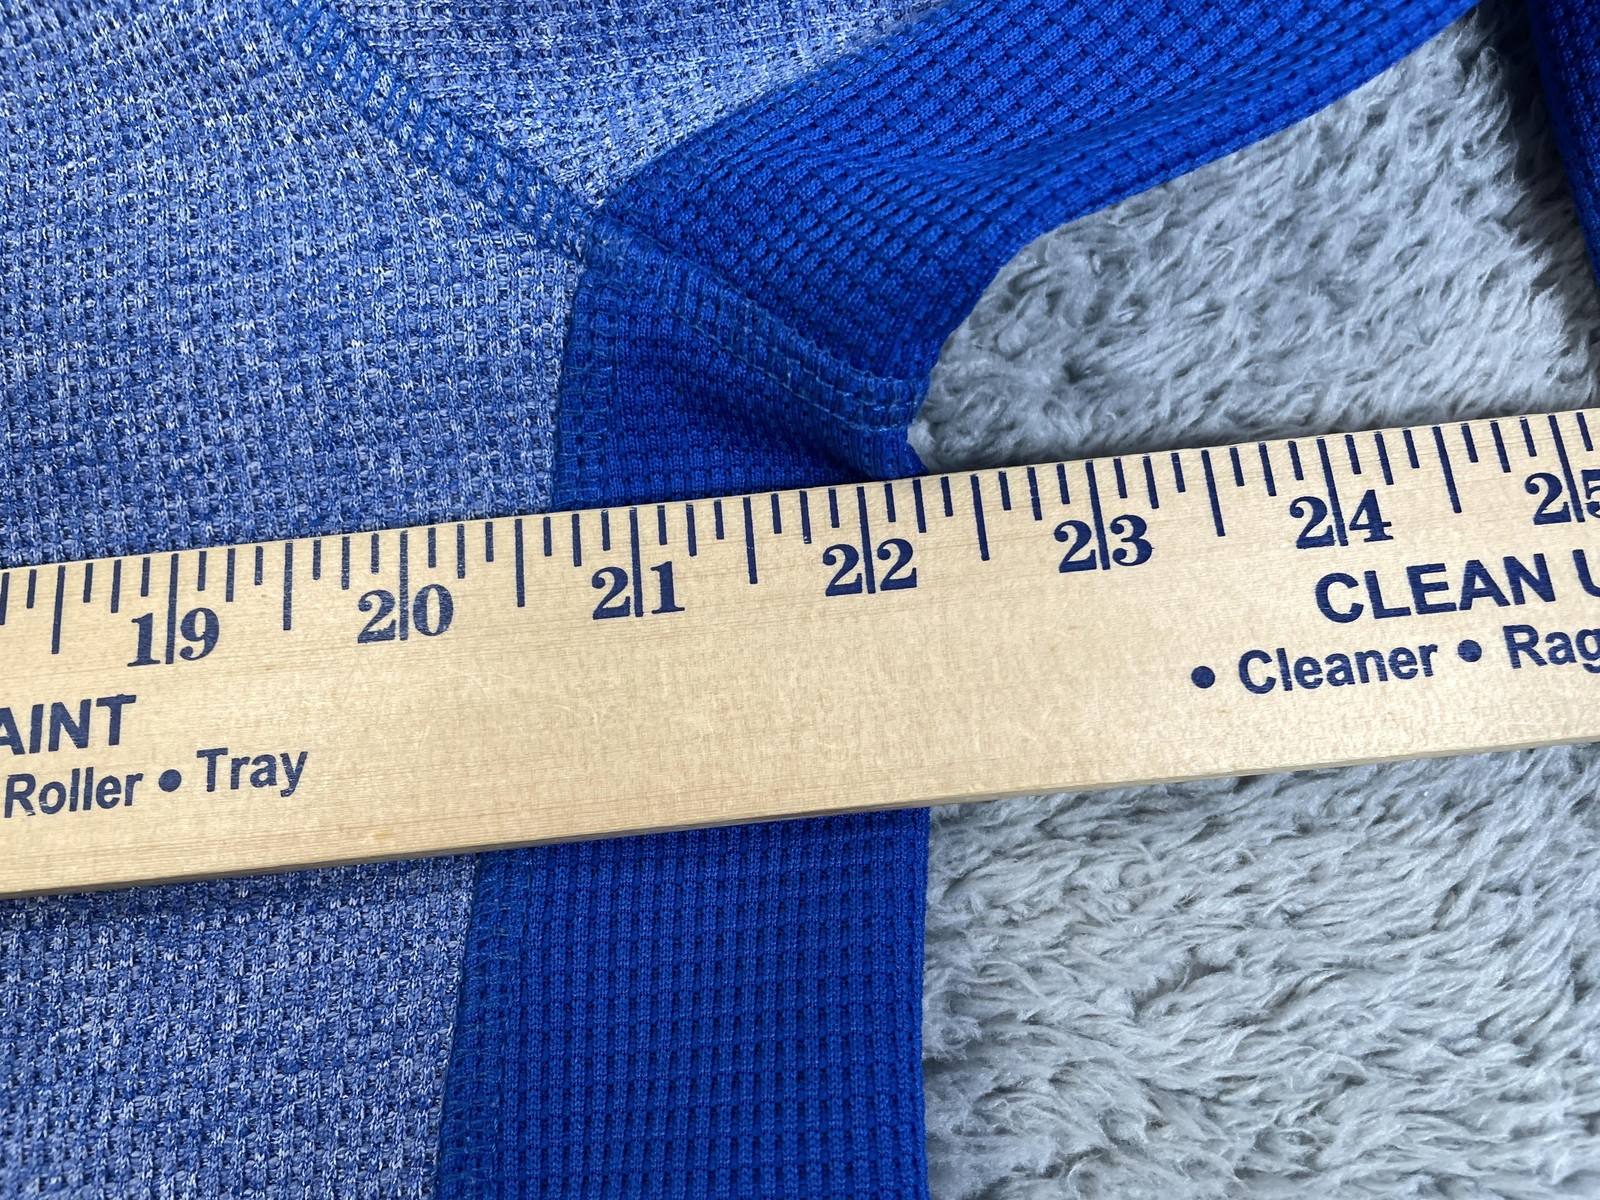 19 20 21 22 23 24 25
AINT
Roller • Tray
CLEAN U
• Cleaner • Rag